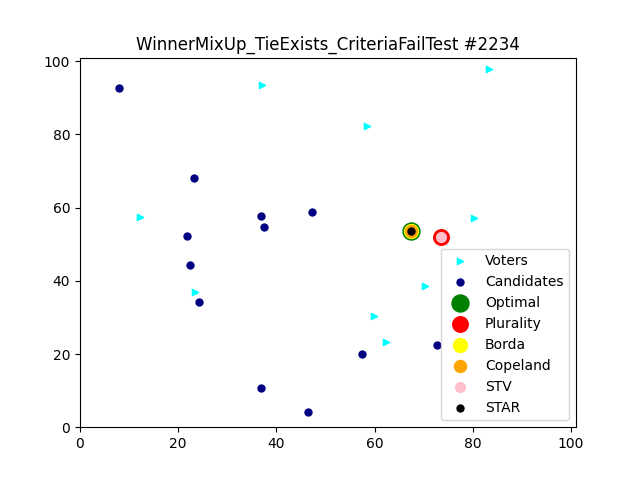 WinnerMixUp_TieExists_CriteriaFailTest #2234
100
80
60
40
20
0
0 20 40 60 80 100
Voters
Candidates
Optimal
Plurality
Borda
Copeland
STV
STAR